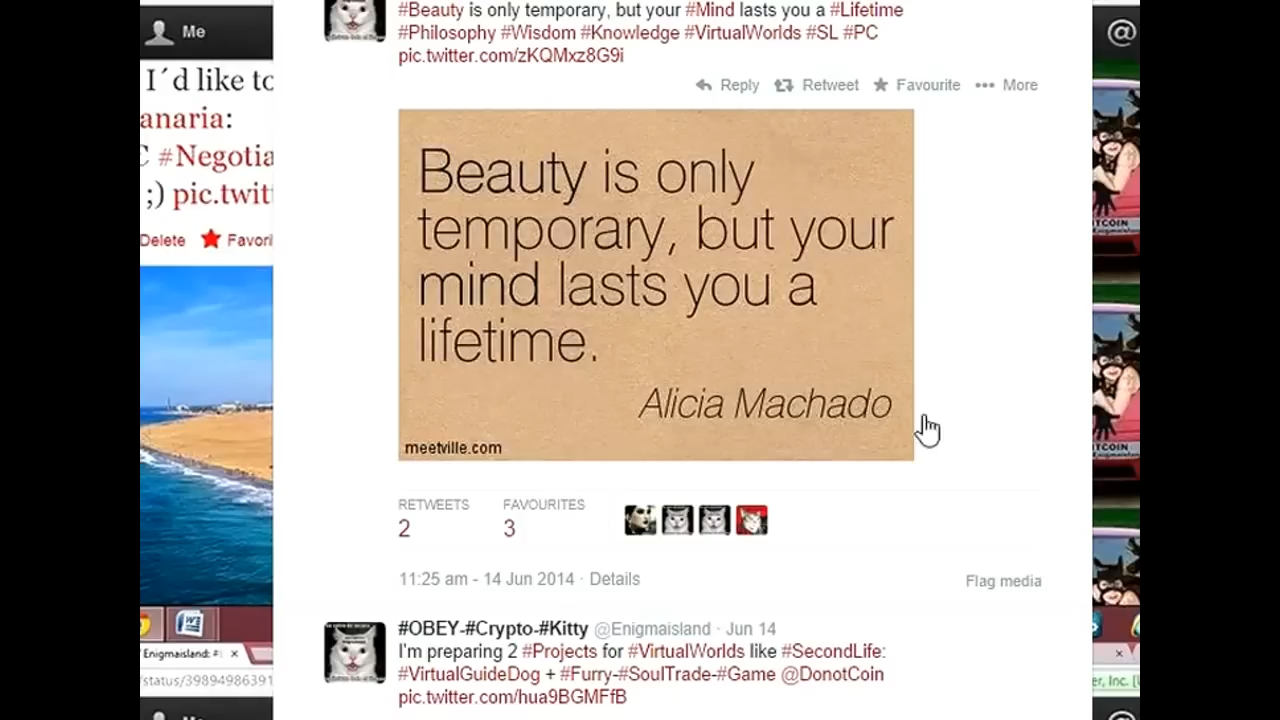 Me
I´d like to
anaria:
#Negotia
;) pic.twit
Delete
Favori
#Beauty is only temporary, but your #Mind lasts you a #Lifetime
#Philosophy #Wisdom #Knowledge #VirtualWorlds #SL #PC
pic.twitter.com/zKQMxz8G9i
Reply Retweet Favourite More
Beauty is only
temporary, but your
mind lasts you a
lifetime.
Alicia Machado
meetville.com
RETWEETS FAVOURITES
2 3
11:25 am - 14 Jun 2014 · Details
Flag media
#OBEY-#Crypto-#Kitty @Enigmaisland · Jun 14
I'm preparing 2 #Projects for #VirtualWorlds like #SecondLife:
#VirtualGuideDog + #Furry-#SoulTrade-#Game @DonotCoin
pic.twitter.com/hua9BGMFfB
Enigmaisland:
/status/39894986391
@
ITCOIN
ITCOIN
er, Inc.